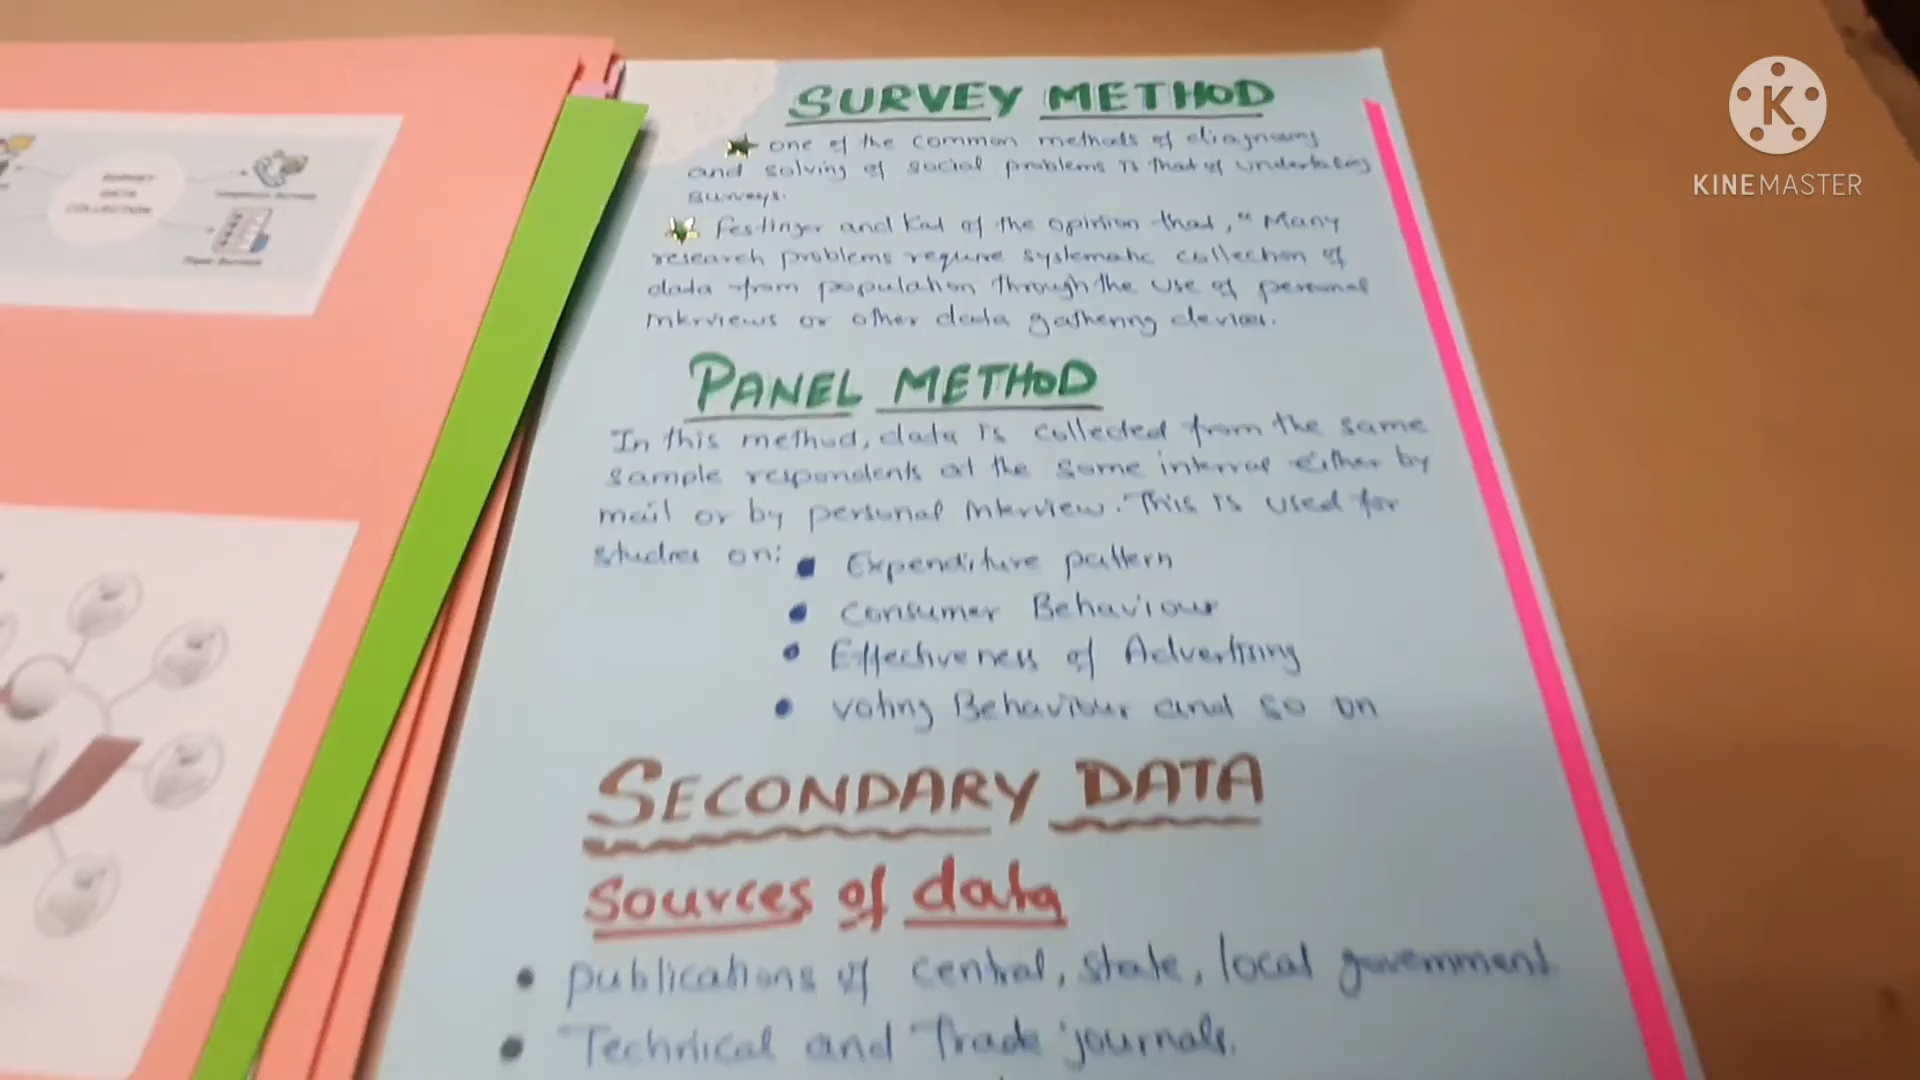 SURVEY DATA COLLECTION
SURVEY METHOD
one of the common methods of diagnosing
and solving of social problems is that of undertaking
surveys.
Festinger and Kat of the opinion that, "Many
research problems require systematic collection of
data from population through the use of personal
interviews or other data gathering devices.
PANEL METHOD
In this method, data is collected from the same
sample respondents at the same interval either by
mail or by personal interview. This is used for
studies on:
• Expenditure pattern
• Consumer Behaviour
• Effectiveness of Advertising
• Voting Behaviour and so on
SECONDARY DATA
Sources of data
• publications of central, state, local government
• Technical and Trade journals.
KINEMASTER